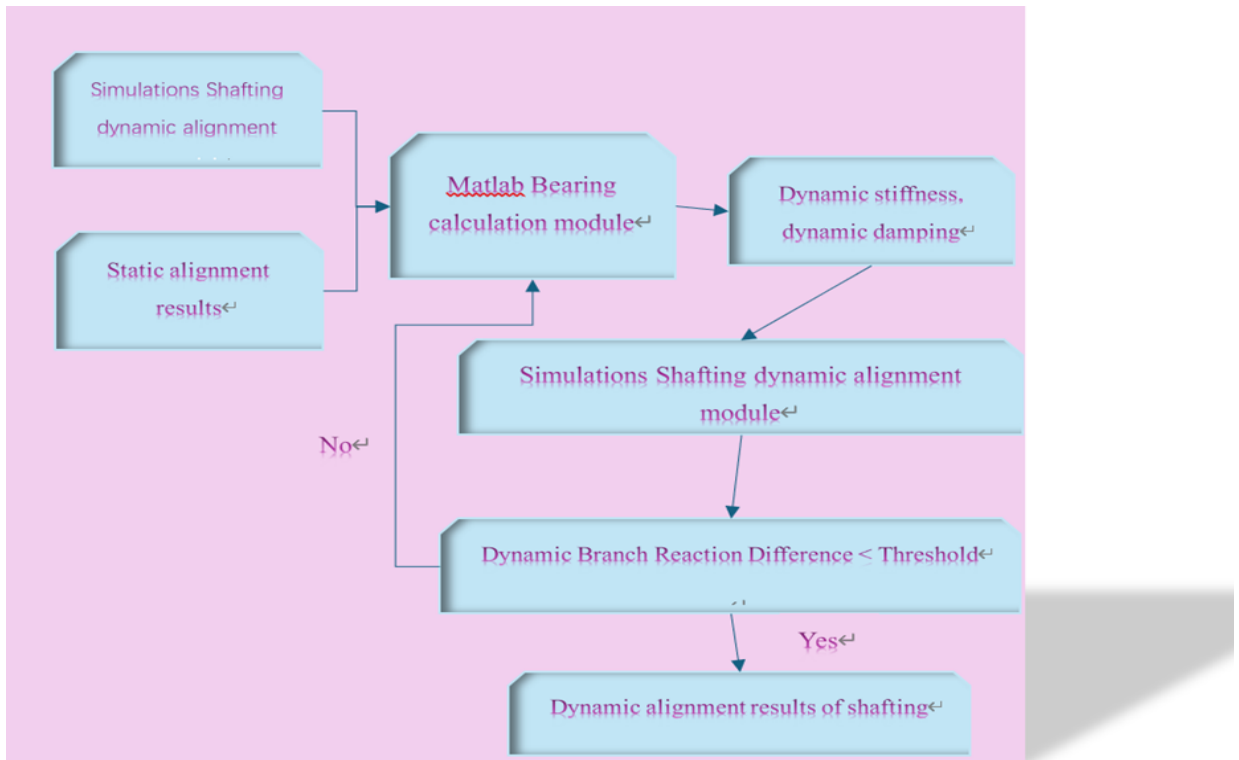 Simulations Shafting
dynamic alignment
Static alignment
results↵
Matlab Bearing
calculation module↵
Dynamic stiffness,
dynamic damping↵
Simulations Shafting dynamic alignment
module↵
No↵
Dynamic Branch Reaction Difference < Threshold↵
Yes↵
Dynamic alignment results of shafting↵